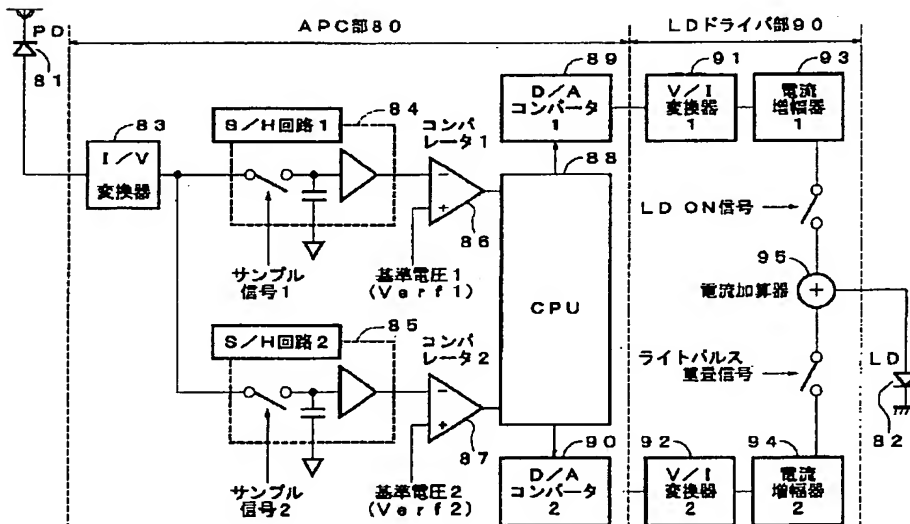 APC部80
LDドライバ部90
PD
81
89
91
93
D/A
コンバータ
1
V/I
変換器
1
電流
増幅器
1
83
I/V
変換器
S/H回路1
84
コンパ
レータ1
88
−
+
86
LD ON信号
サンプル
信号1
基準電圧1
(Verf1)
CPU
95
+
電流加算器
S/H回路2
85
コンパ
レータ2
ライトパルス
重畳信号
LD
82
−
+
87
サンプル
信号2
基準電圧2
(Verf2)
90
92
94
D/A
コンバータ
2
V/I
変換器
2
電流
増幅器
2